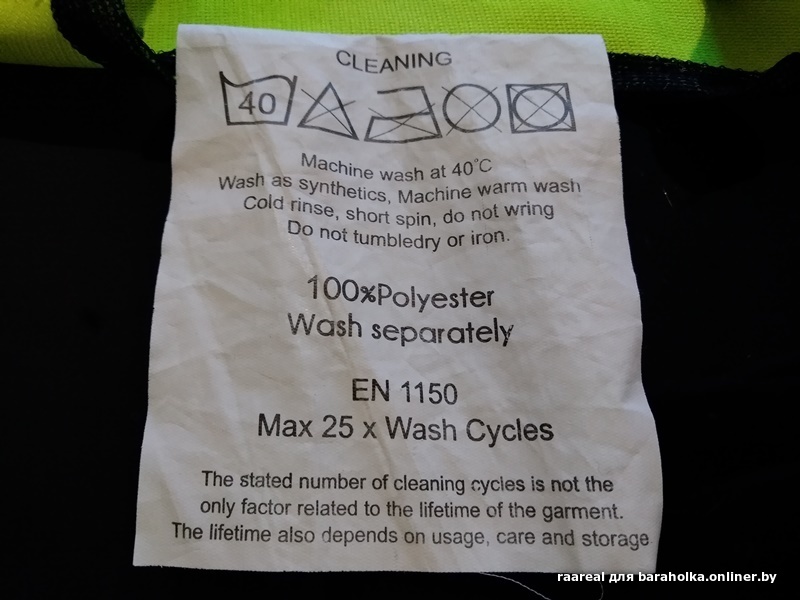 CLEANING
40
Machine wash at 40°C
Wash as synthetics, Machine warm wash
Cold rinse, short spin, do not wring
Do not tumbledry or iron.
100%Polyester
Wash separately
EN 1150
Max 25 x Wash Cycles
The stated number of cleaning cycles is not the
only factor related to the lifetime of the garment.
The lifetime also depends on usage, care and storage
raareal для baraholka.onliner.by